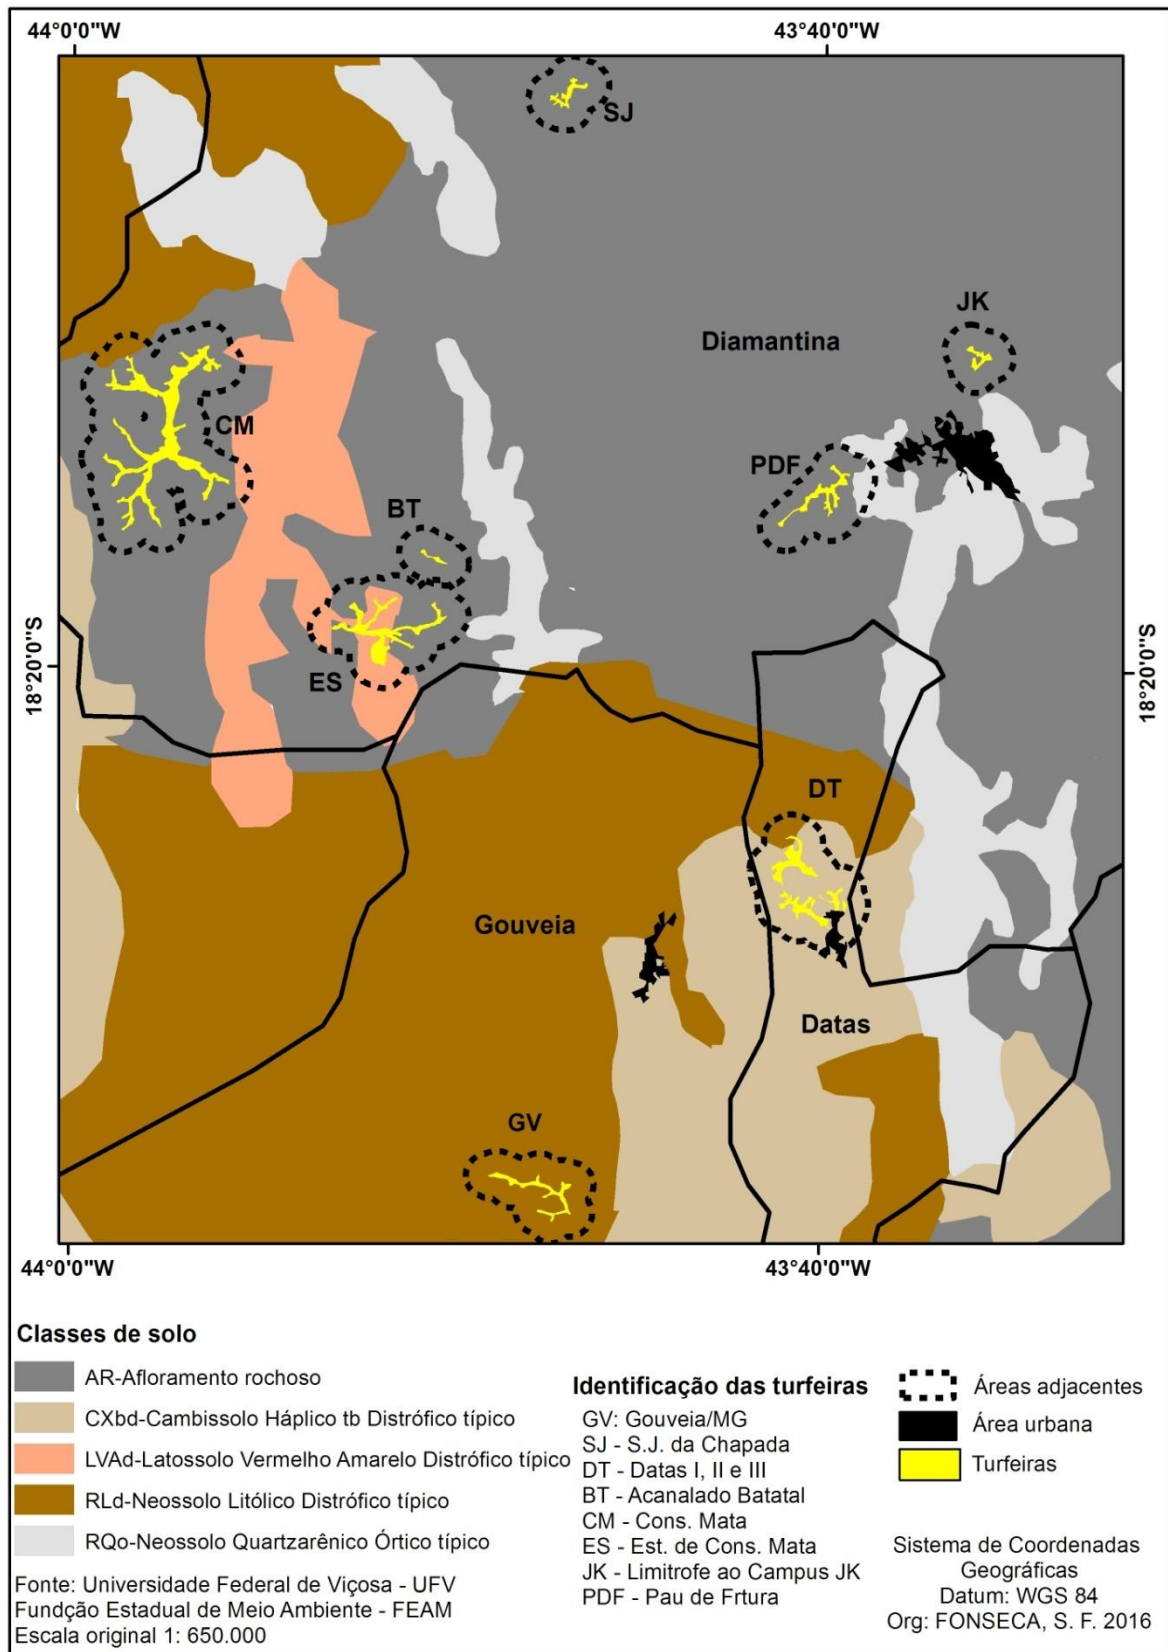 44°0'0"W
43°40'0"W
SJ
JK
Diamantina
CM
PDF
BT
18°20'0"S
18°20'0"S
ES
DT
Gouveia
Datas
GV
44°0'0"W
43°40'0"W
Classes de solo
AR-Afloramento rochoso
CXbd-Cambissolo Háplico tb Distrófico típico
LVAd-Latossolo Vermelho Amarelo Distrófico típico
RLd-Neossolo Litólico Distrófico típico
RQo-Neossolo Quartzarênico Órtico típico
Fonte: Universidade Federal de Viçosa - UFV
Fundção Estadual de Meio Ambiente - FEAM
Escala original 1: 650.000
Identificação das turfeiras
GV: Gouveia/MG
SJ - S.J. da Chapada
DT - Datas I, II e III
BT - Acanalado Batatal
CM - Cons. Mata
ES - Est. de Cons. Mata
JK - Limitrofe ao Campus JK
PDF - Pau de Frtura
Áreas adjacentes
Área urbana
Turfeiras
Sistema de Coordenadas
Geográficas
Datum: WGS 84
Org: FONSECA, S. F. 2016